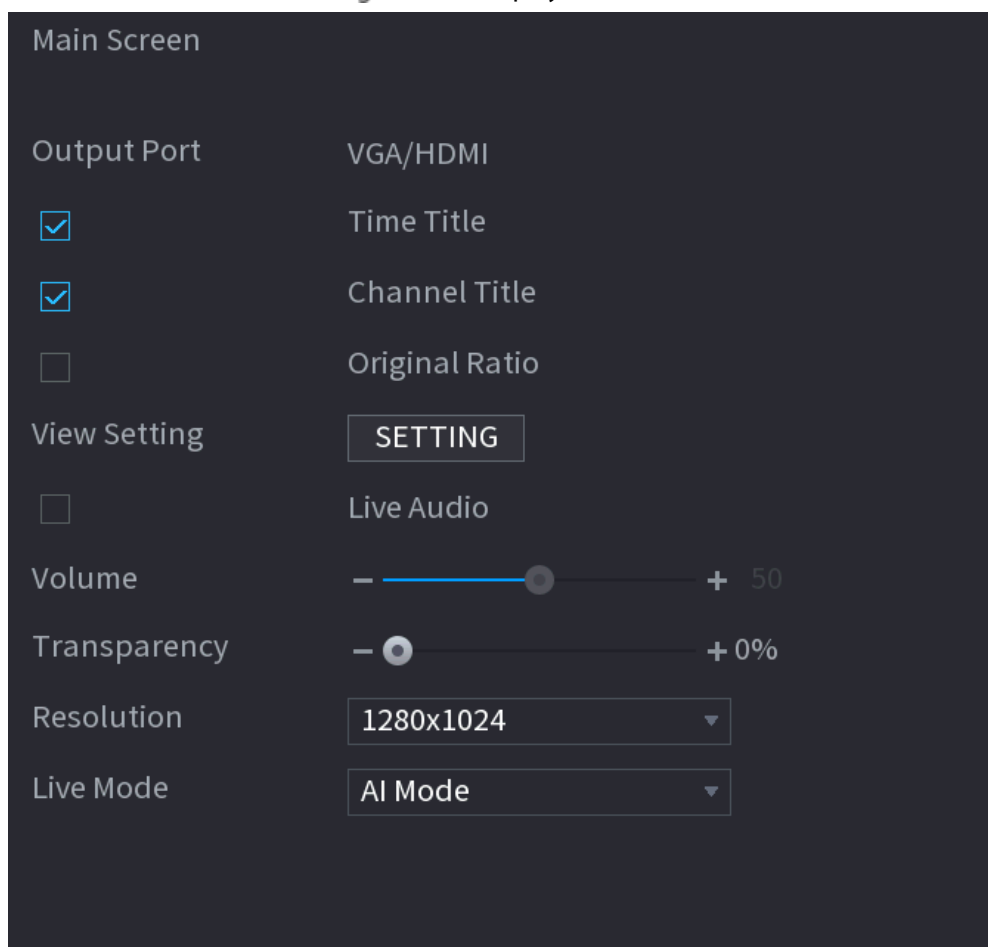 Main Screen
Output Port VGA/HDMI
Time Title
Channel Title
Original Ratio
View Setting SETTING
Live Audio
Volume − + 50
Transparency − + 0%
Resolution 1280x1024
Live Mode AI Mode